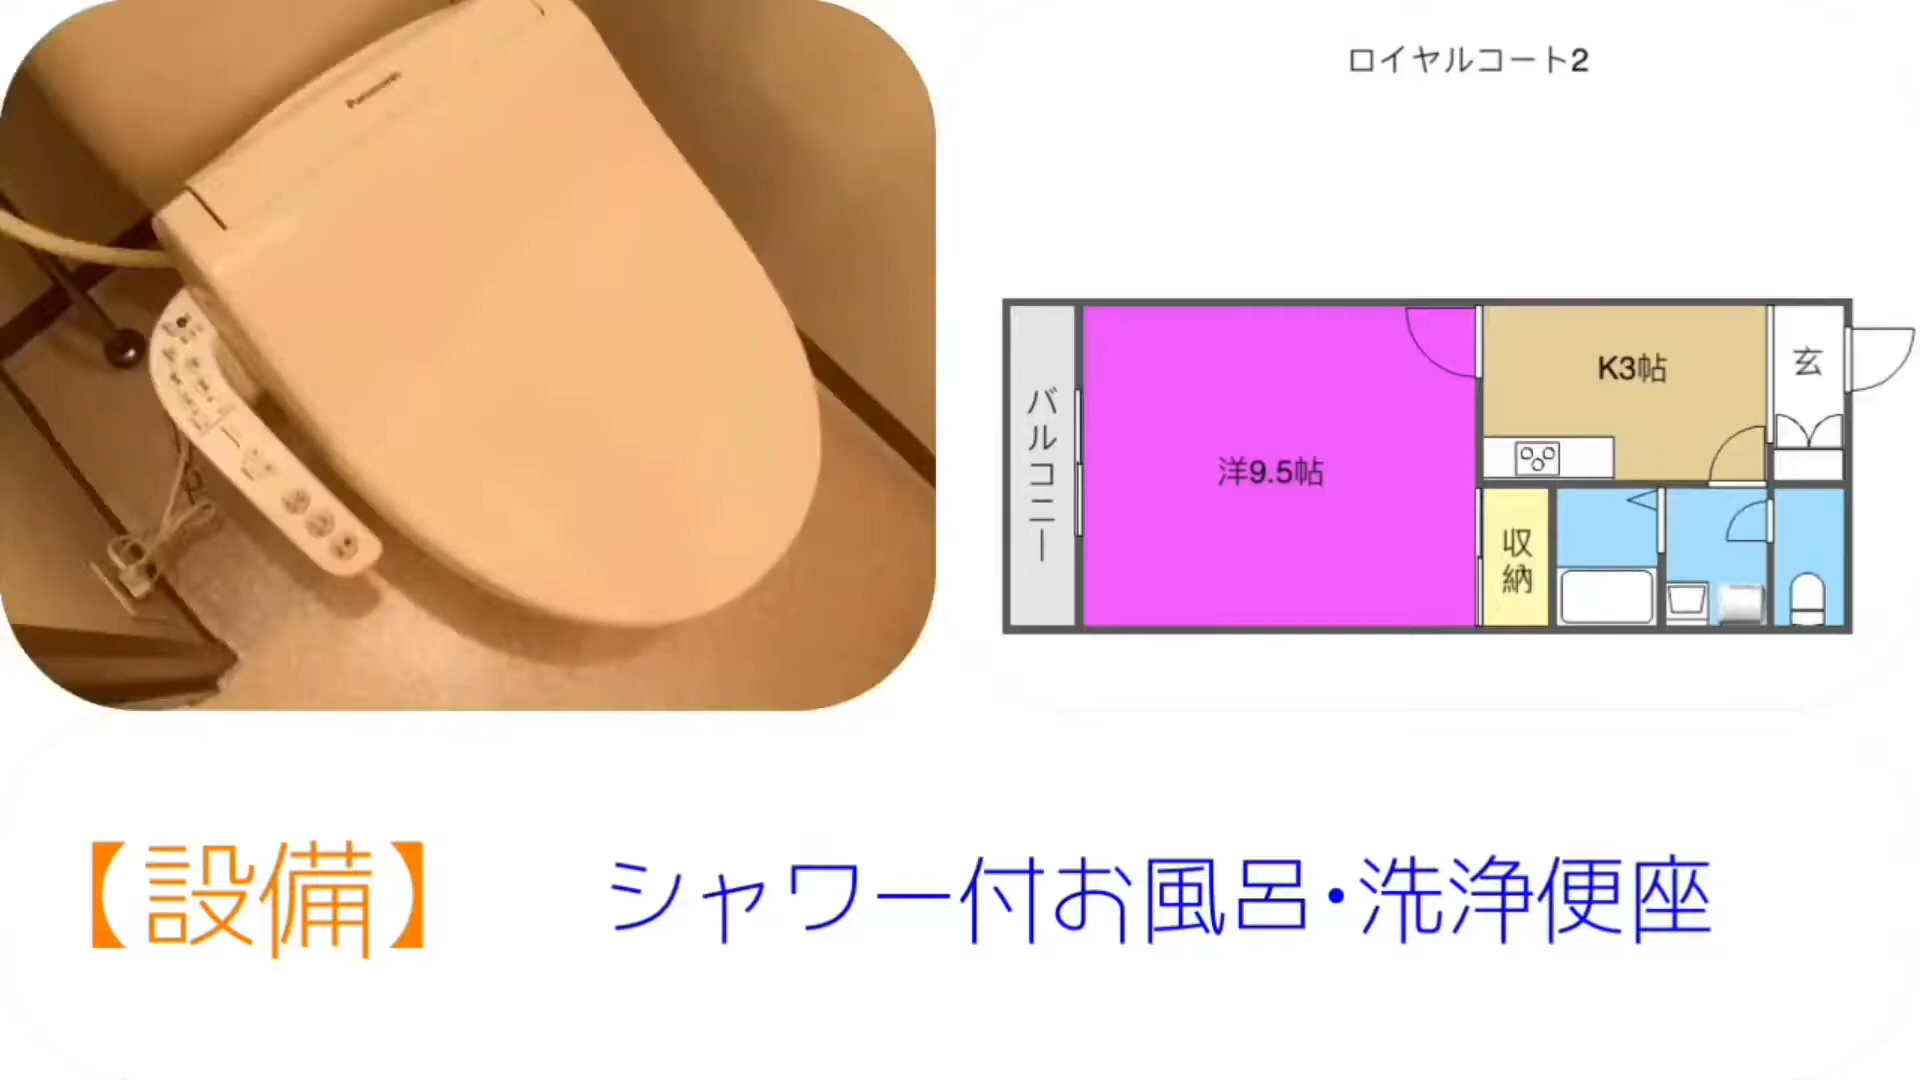 Panasonic
ロイヤルコート2
バルコニー
洋9.5帖
K3帖
玄
収納
【設備】
シャワー付お風呂・洗浄便座